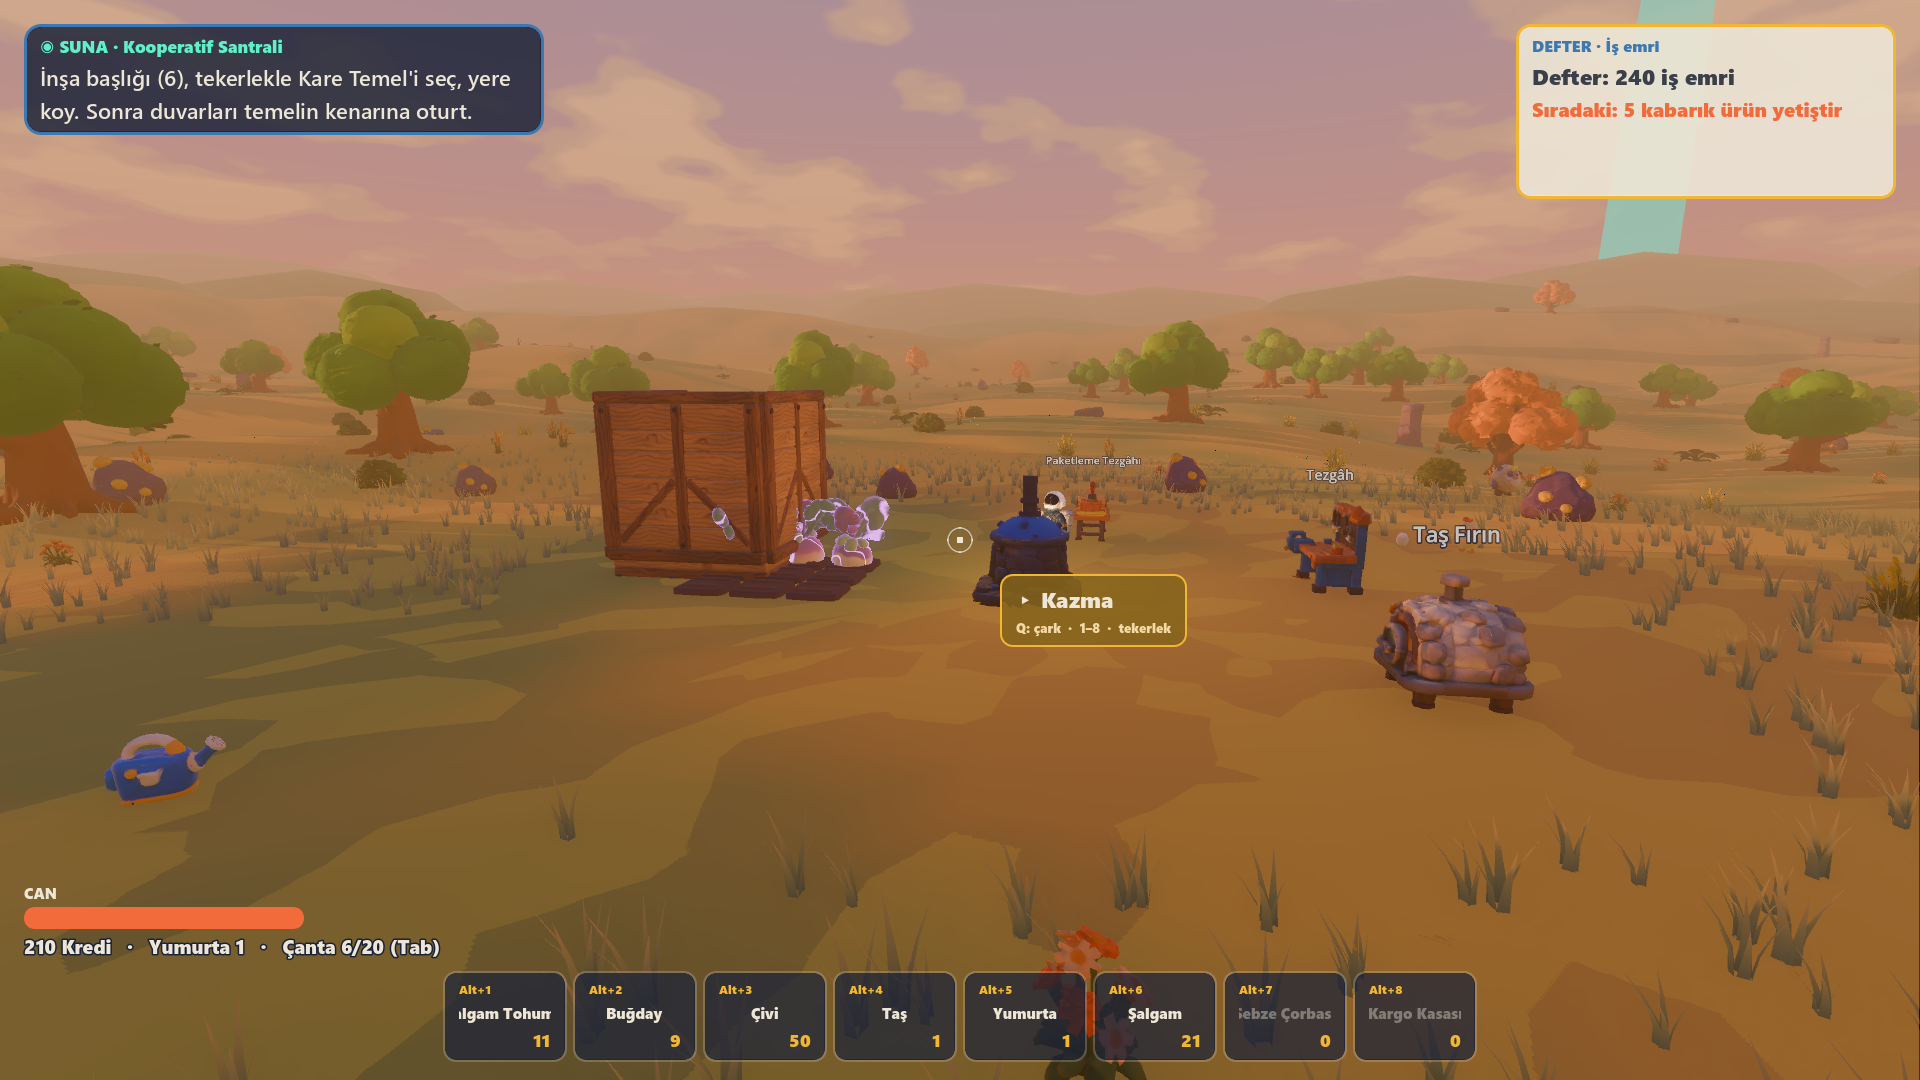 ◉ SUNA · Kooperatif Santrali
İnşa başlığı (6), tekerlekle Kare Temel'i seç, yere
koy. Sonra duvarları temelin kenarına oturt.
DEFTER · İş emri
Defter: 240 iş emri
Sıradaki: 5 kabarık ürün yetiştir
Paketleme Tezgâhı
Tezgâh
Taş Fırın
▸ Kazma
Q: çark · 1–8 · tekerlek
CAN
210 Kredi · Yumurta 1 · Çanta 6/20 (Tab)
Alt+1
Alt+2
Alt+3
Alt+4
Alt+5
Alt+6
Alt+7
Alt+8
lgam Tohum
Buğday
Çivi
Taş
Yumurta
Şalgam
Sebze Çorbas
Kargo Kasası
11
9
50
1
1
21
0
0